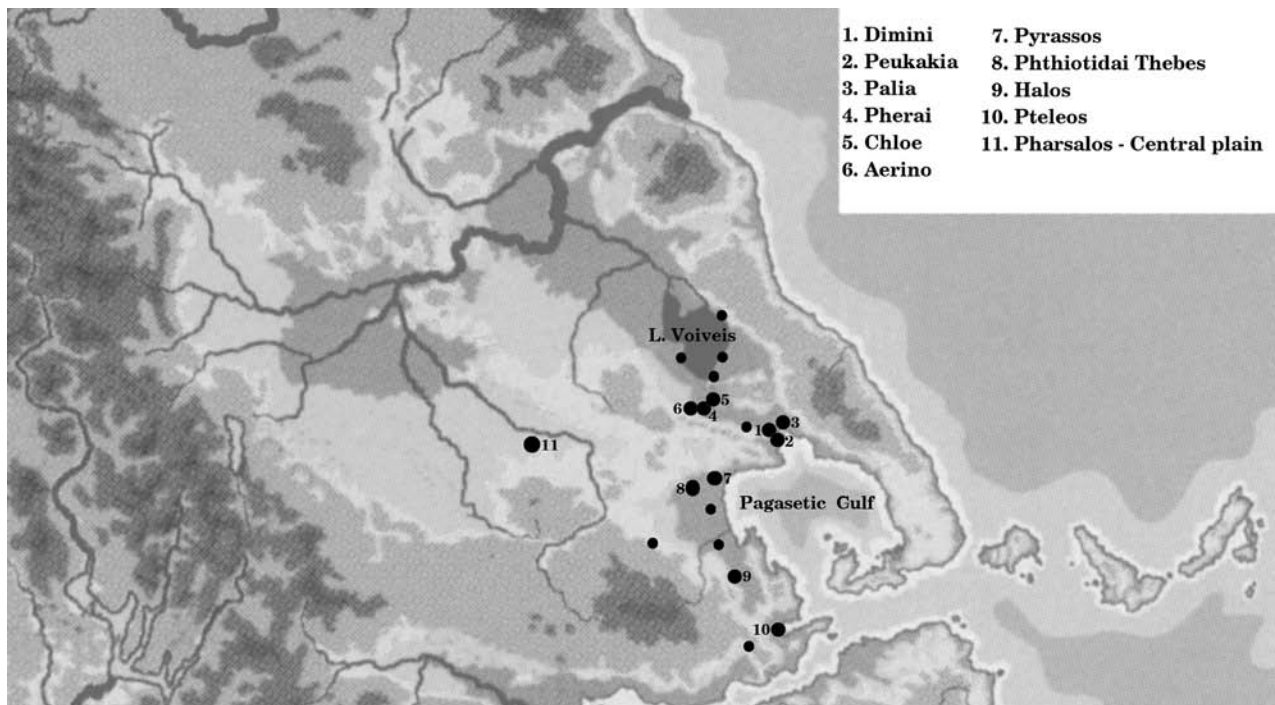 1. Dimini
2. Peukakia
3. Palia
4. Pherai
5. Chloe
6. Aerino
7. Pyrassos
8. Phthiotidai Thebes
9. Halos
10. Pteleos
11. Pharsalos - Central plain
L. Voiveis
5
6
4
3
1
2
11
7
8
Pagasetic Gulf
9
10